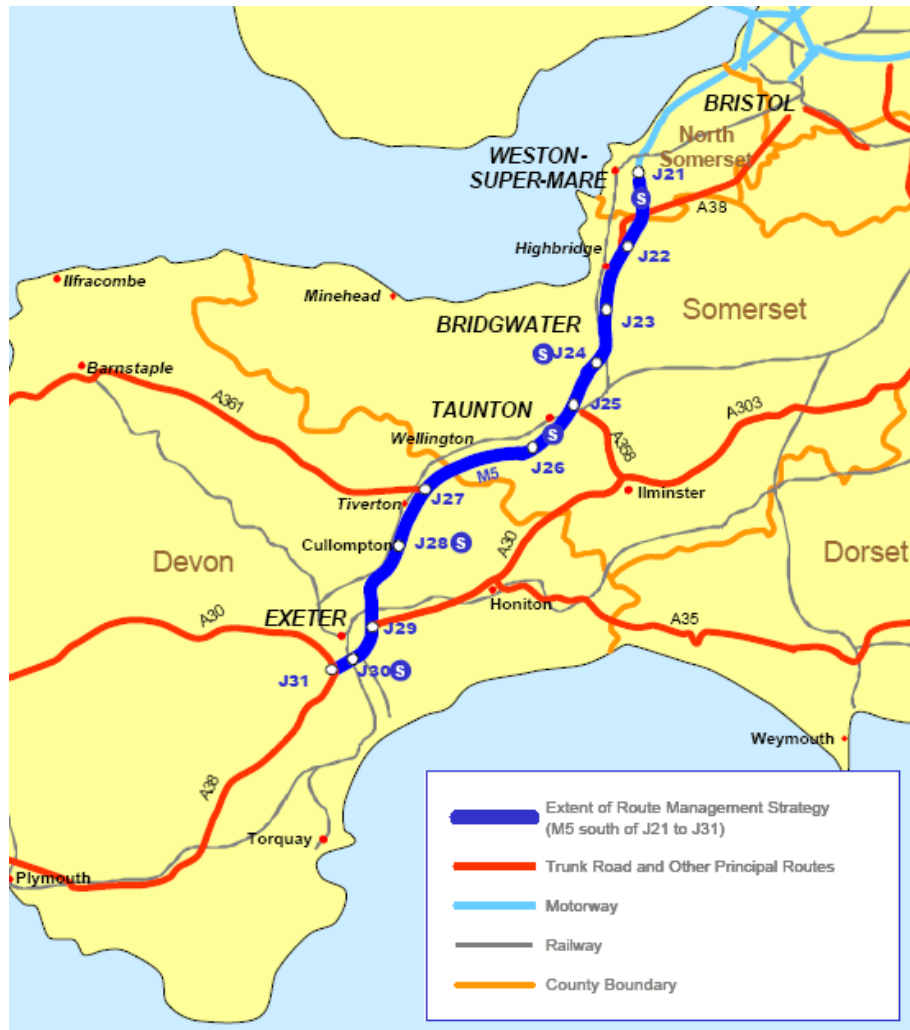 BRISTOL
North
Somerset
WESTON-
SUPER-MARE
J21
S
A38
Highbridge
J22
Ilfracombe
Minehead
J23
Somerset
BRIDGWATER
S
J24
Barnstaple
J25
A303
A361
TAUNTON
S
A358
Wellington
J26
M5
J27
Ilminster
Tiverton
Cullompton
J28
S
A30
Devon
Dorset
Honiton
A30
EXETER
J29
A35
J31
J30
S
Weymouth
A38
Torquay
Plymouth
Extent of Route Management Strategy
(M5 south of J21 to J31)
Trunk Road and Other Principal Routes
Motorway
Railway
County Boundary